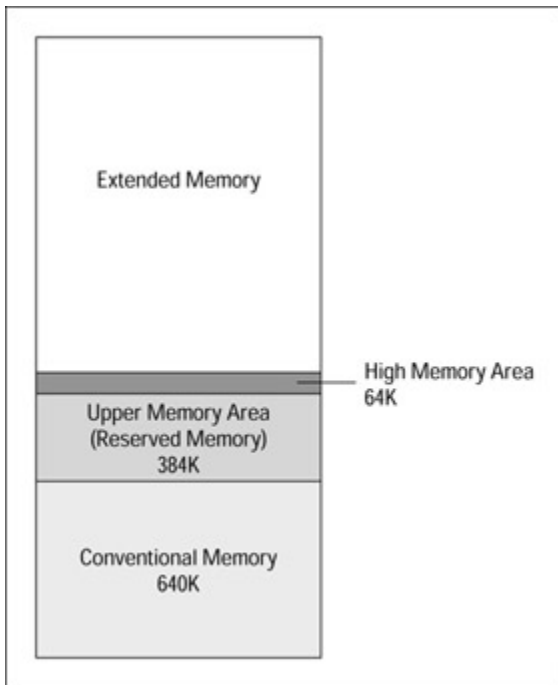 Extended Memory
High Memory Area
64K
Upper Memory Area
(Reserved Memory)
384K
Conventional Memory
640K